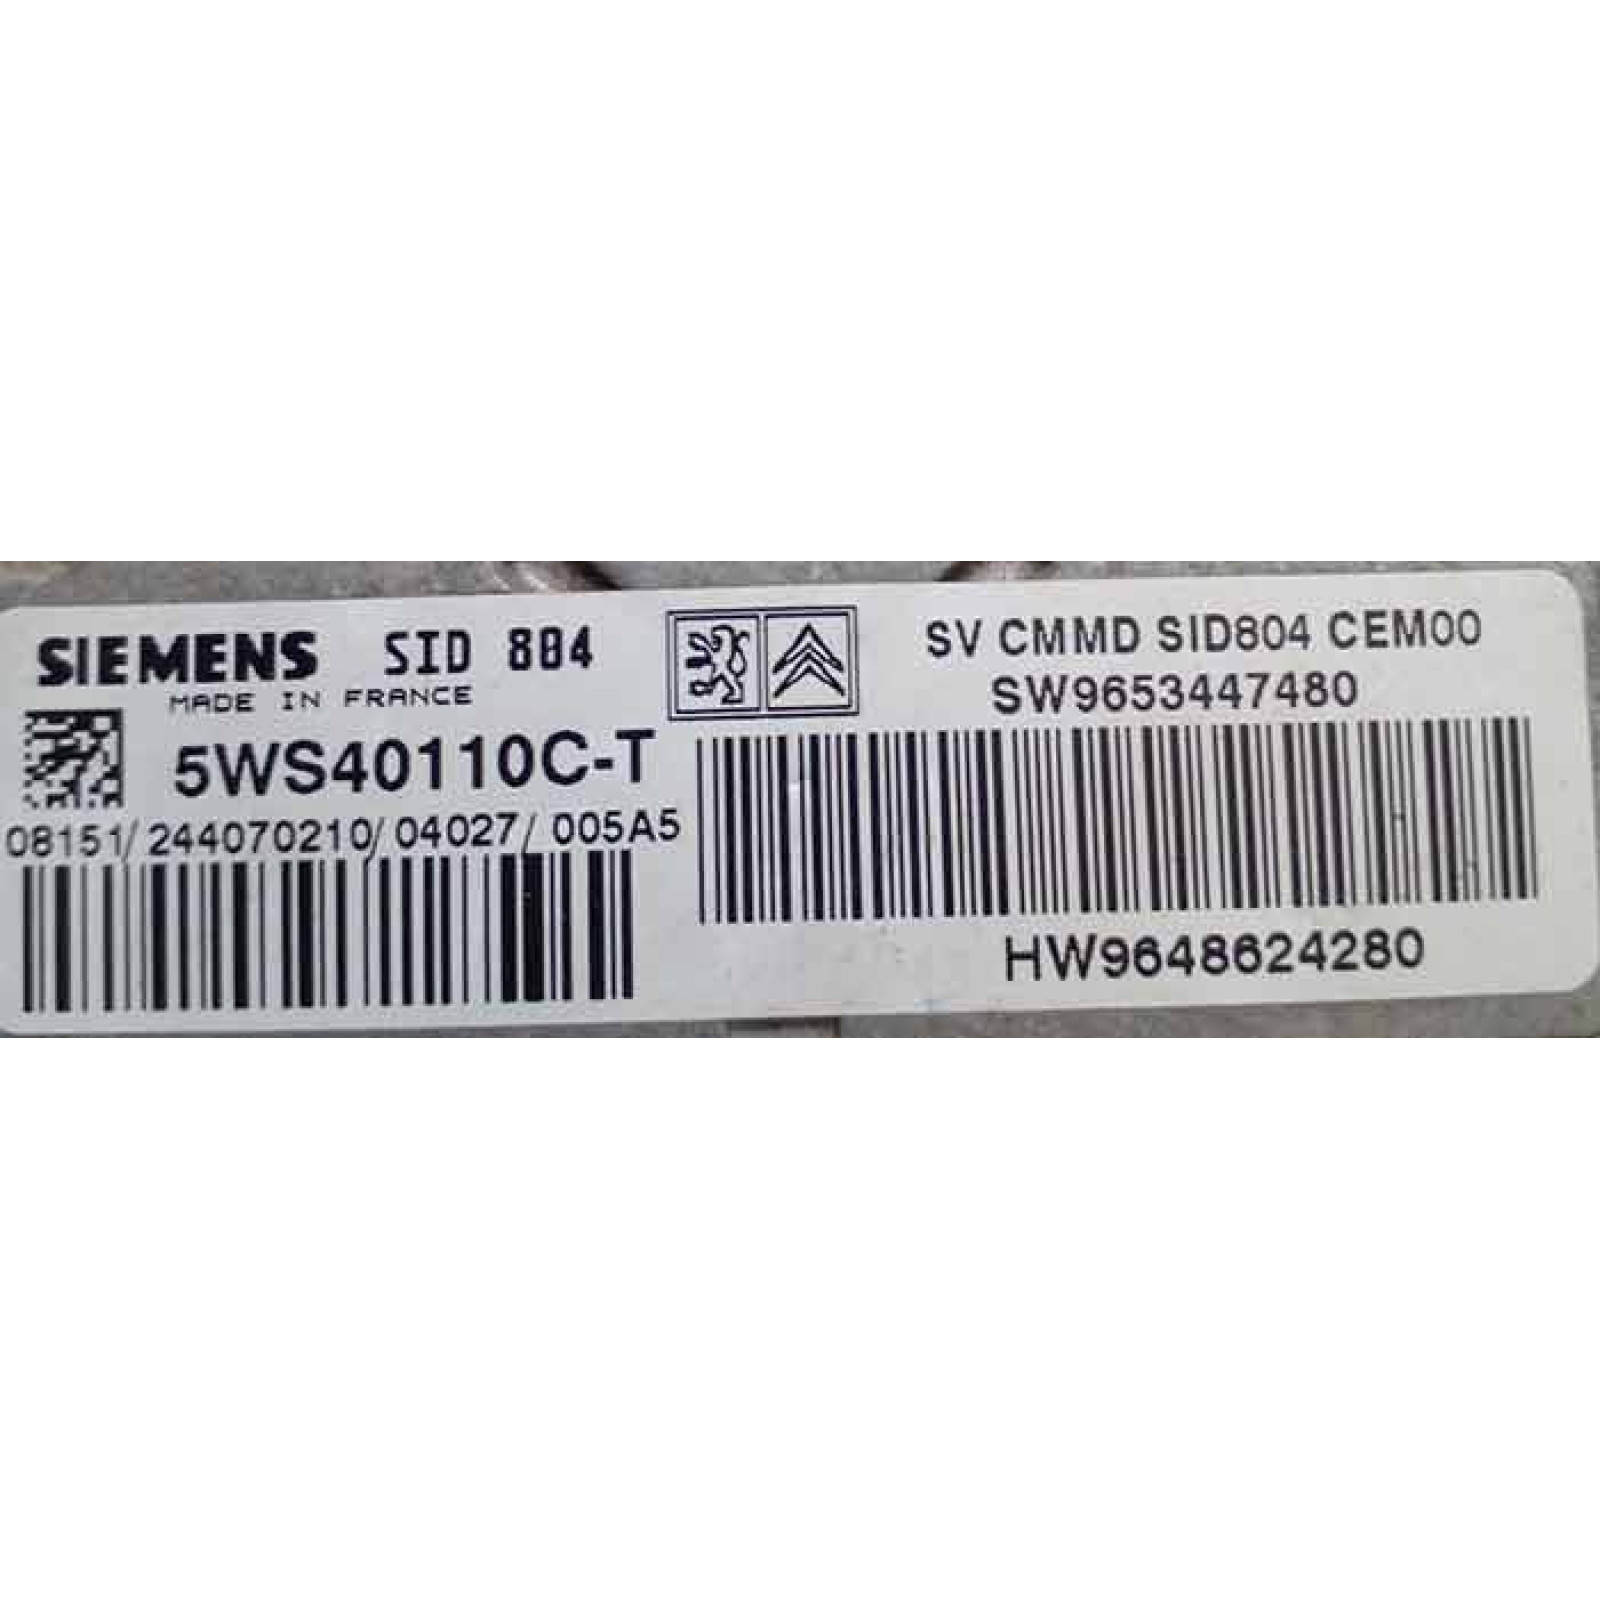 SIEMENS SID 804
MADE IN FRANCE
5WS40110C-T
08151/244070210/04027/005A5
SV CMMD SID804 CEM00
SW9653447480
HW9648624280